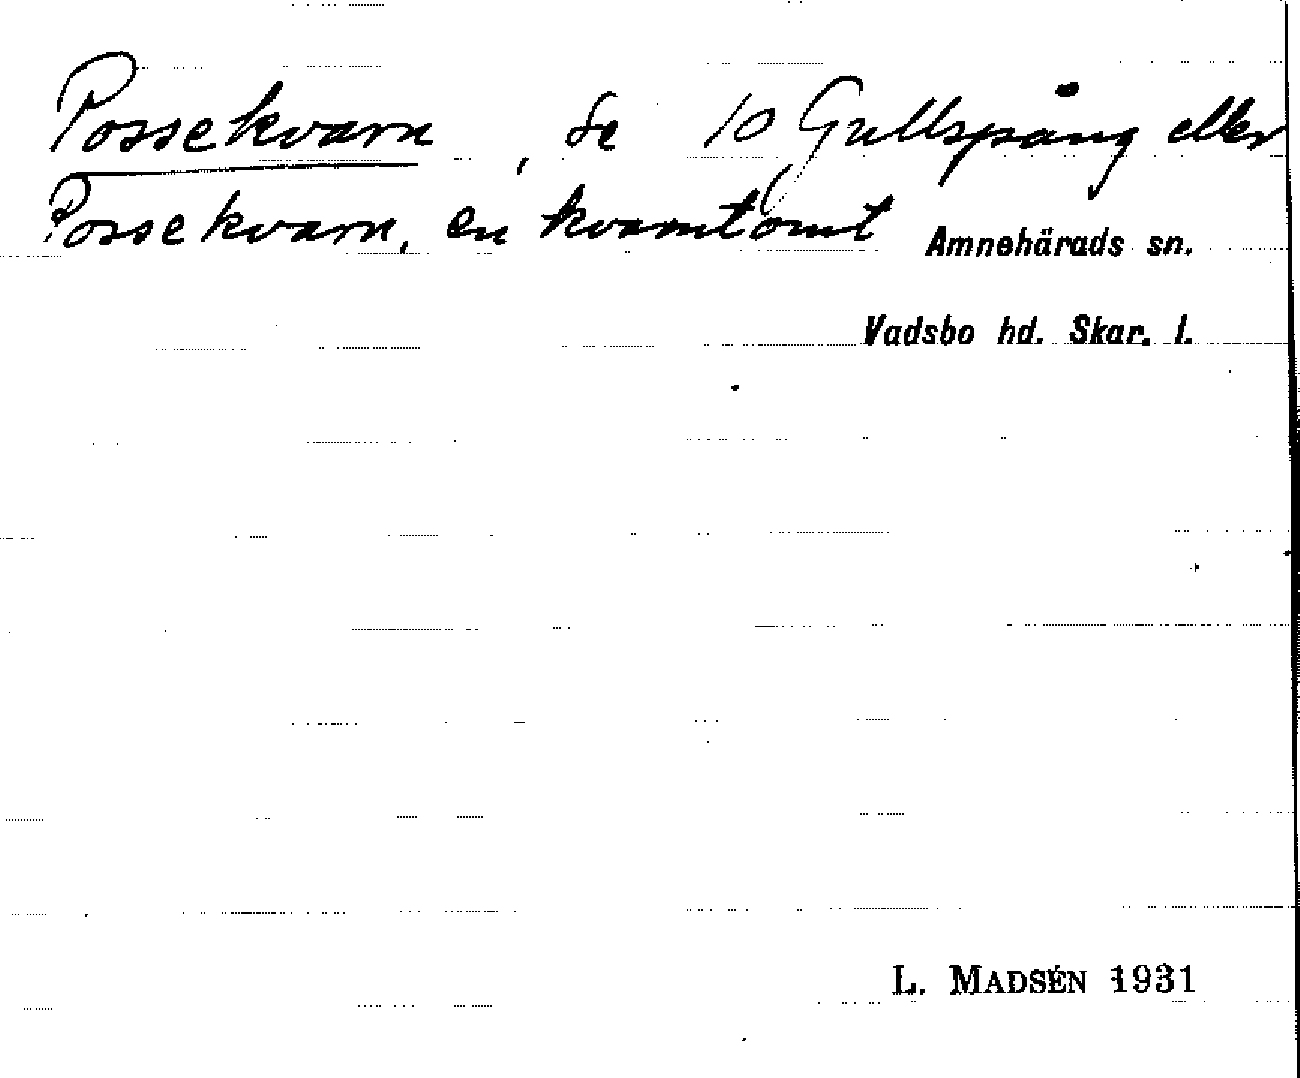 Possekvarn, se 10 Gullspång eller
Possekvarn, en kvarntomt
Amnehärads sn.
Vadsbo hd. Skar. l.
L. MADSÉN 1931